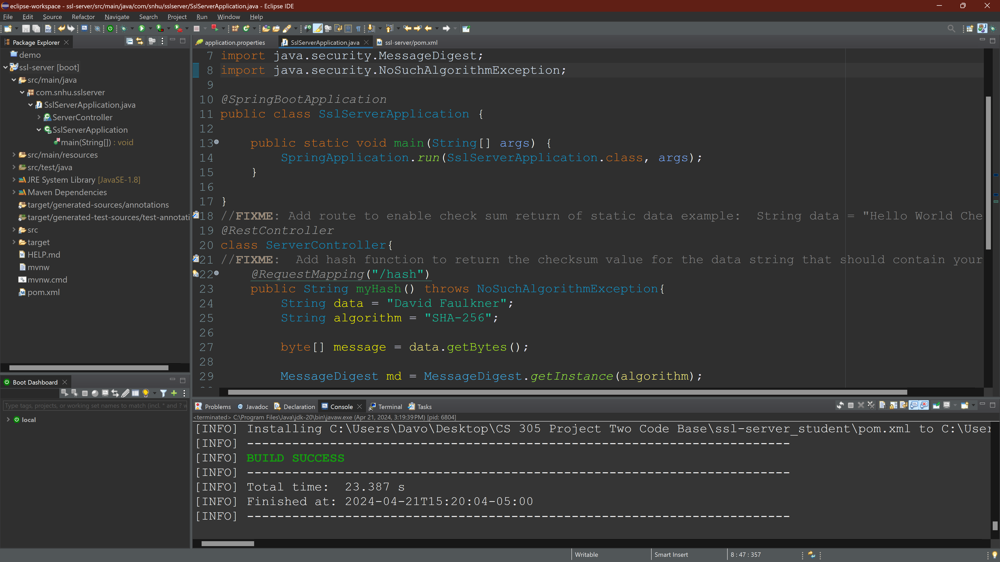 eclipse-workspace - ssl-server/src/main/java/com/snhu/sslserver/SslServerApplication.java - Eclipse IDE
File Edit Source Refactor Navigate Search Project Run Window Help
Package Explorer
demo
ssl-server [boot]
src/main/java
com.snhu.sslserver
SslServerApplication.java
ServerController
SslServerApplication
main(String[]) : void
src/main/resources
src/test/java
JRE System Library [JavaSE-1.8]
Maven Dependencies
target/generated-sources/annotations
target/generated-test-sources/test-annotati
src
target
HELP.md
mvnw
mvnw.cmd
pom.xml
Boot Dashboard
Type tags, projects, or working set names to match (incl. * and ? w
local
application.properties SslServerApplication.java ssl-server/pom.xml
7 import java.security.MessageDigest;
8 import java.security.NoSuchAlgorithmException;
9
10 @SpringBootApplication
11 public class SslServerApplication {
12
13 public static void main(String[] args) {
14 SpringApplication.run(SslServerApplication.class, args);
15 }
16
17 }
18 //FIXME: Add route to enable check sum return of static data example:  String data = "Hello World Che
19 @RestController
20 class ServerController{
21 //FIXME:  Add hash function to return the checksum value for the data string that should contain your
22 @RequestMapping("/hash")
23 public String myHash() throws NoSuchAlgorithmException{
24 String data = "David Faulkner";
25 String algorithm = "SHA-256";
26
27 byte[] message = data.getBytes();
28
29 MessageDigest md = MessageDigest.getInstance(algorithm);
Problems Javadoc Declaration Console Terminal Tasks
<terminated> C:\Program Files\Java\jdk-20\bin\javaw.exe (Apr 21, 2024, 3:19:39 PM) [pid: 6804]
[INFO] Installing C:\Users\Davo\Desktop\CS 305 Project Two Code Base\ssl-server_student\pom.xml to C:\User
[INFO] ------------------------------------------------------------------------
[INFO] BUILD SUCCESS
[INFO] ------------------------------------------------------------------------
[INFO] Total time:  23.387 s
[INFO] Finished at: 2024-04-21T15:20:04-05:00
[INFO] ------------------------------------------------------------------------
Writable Smart Insert 8 : 47 : 357